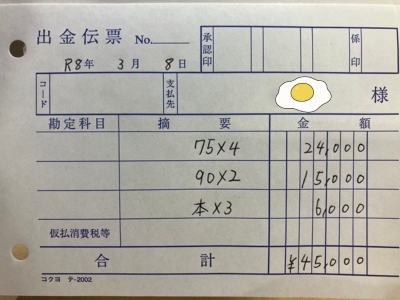 出金伝票 No. 承認印 係印
R8年 3月 8日
コード 支払先 様
勘定科目 摘要 金額
75×4 24,000
90×2 15,000
本×3 6,000
仮払消費税等
合計 ¥45,000
コクヨ テ-2002